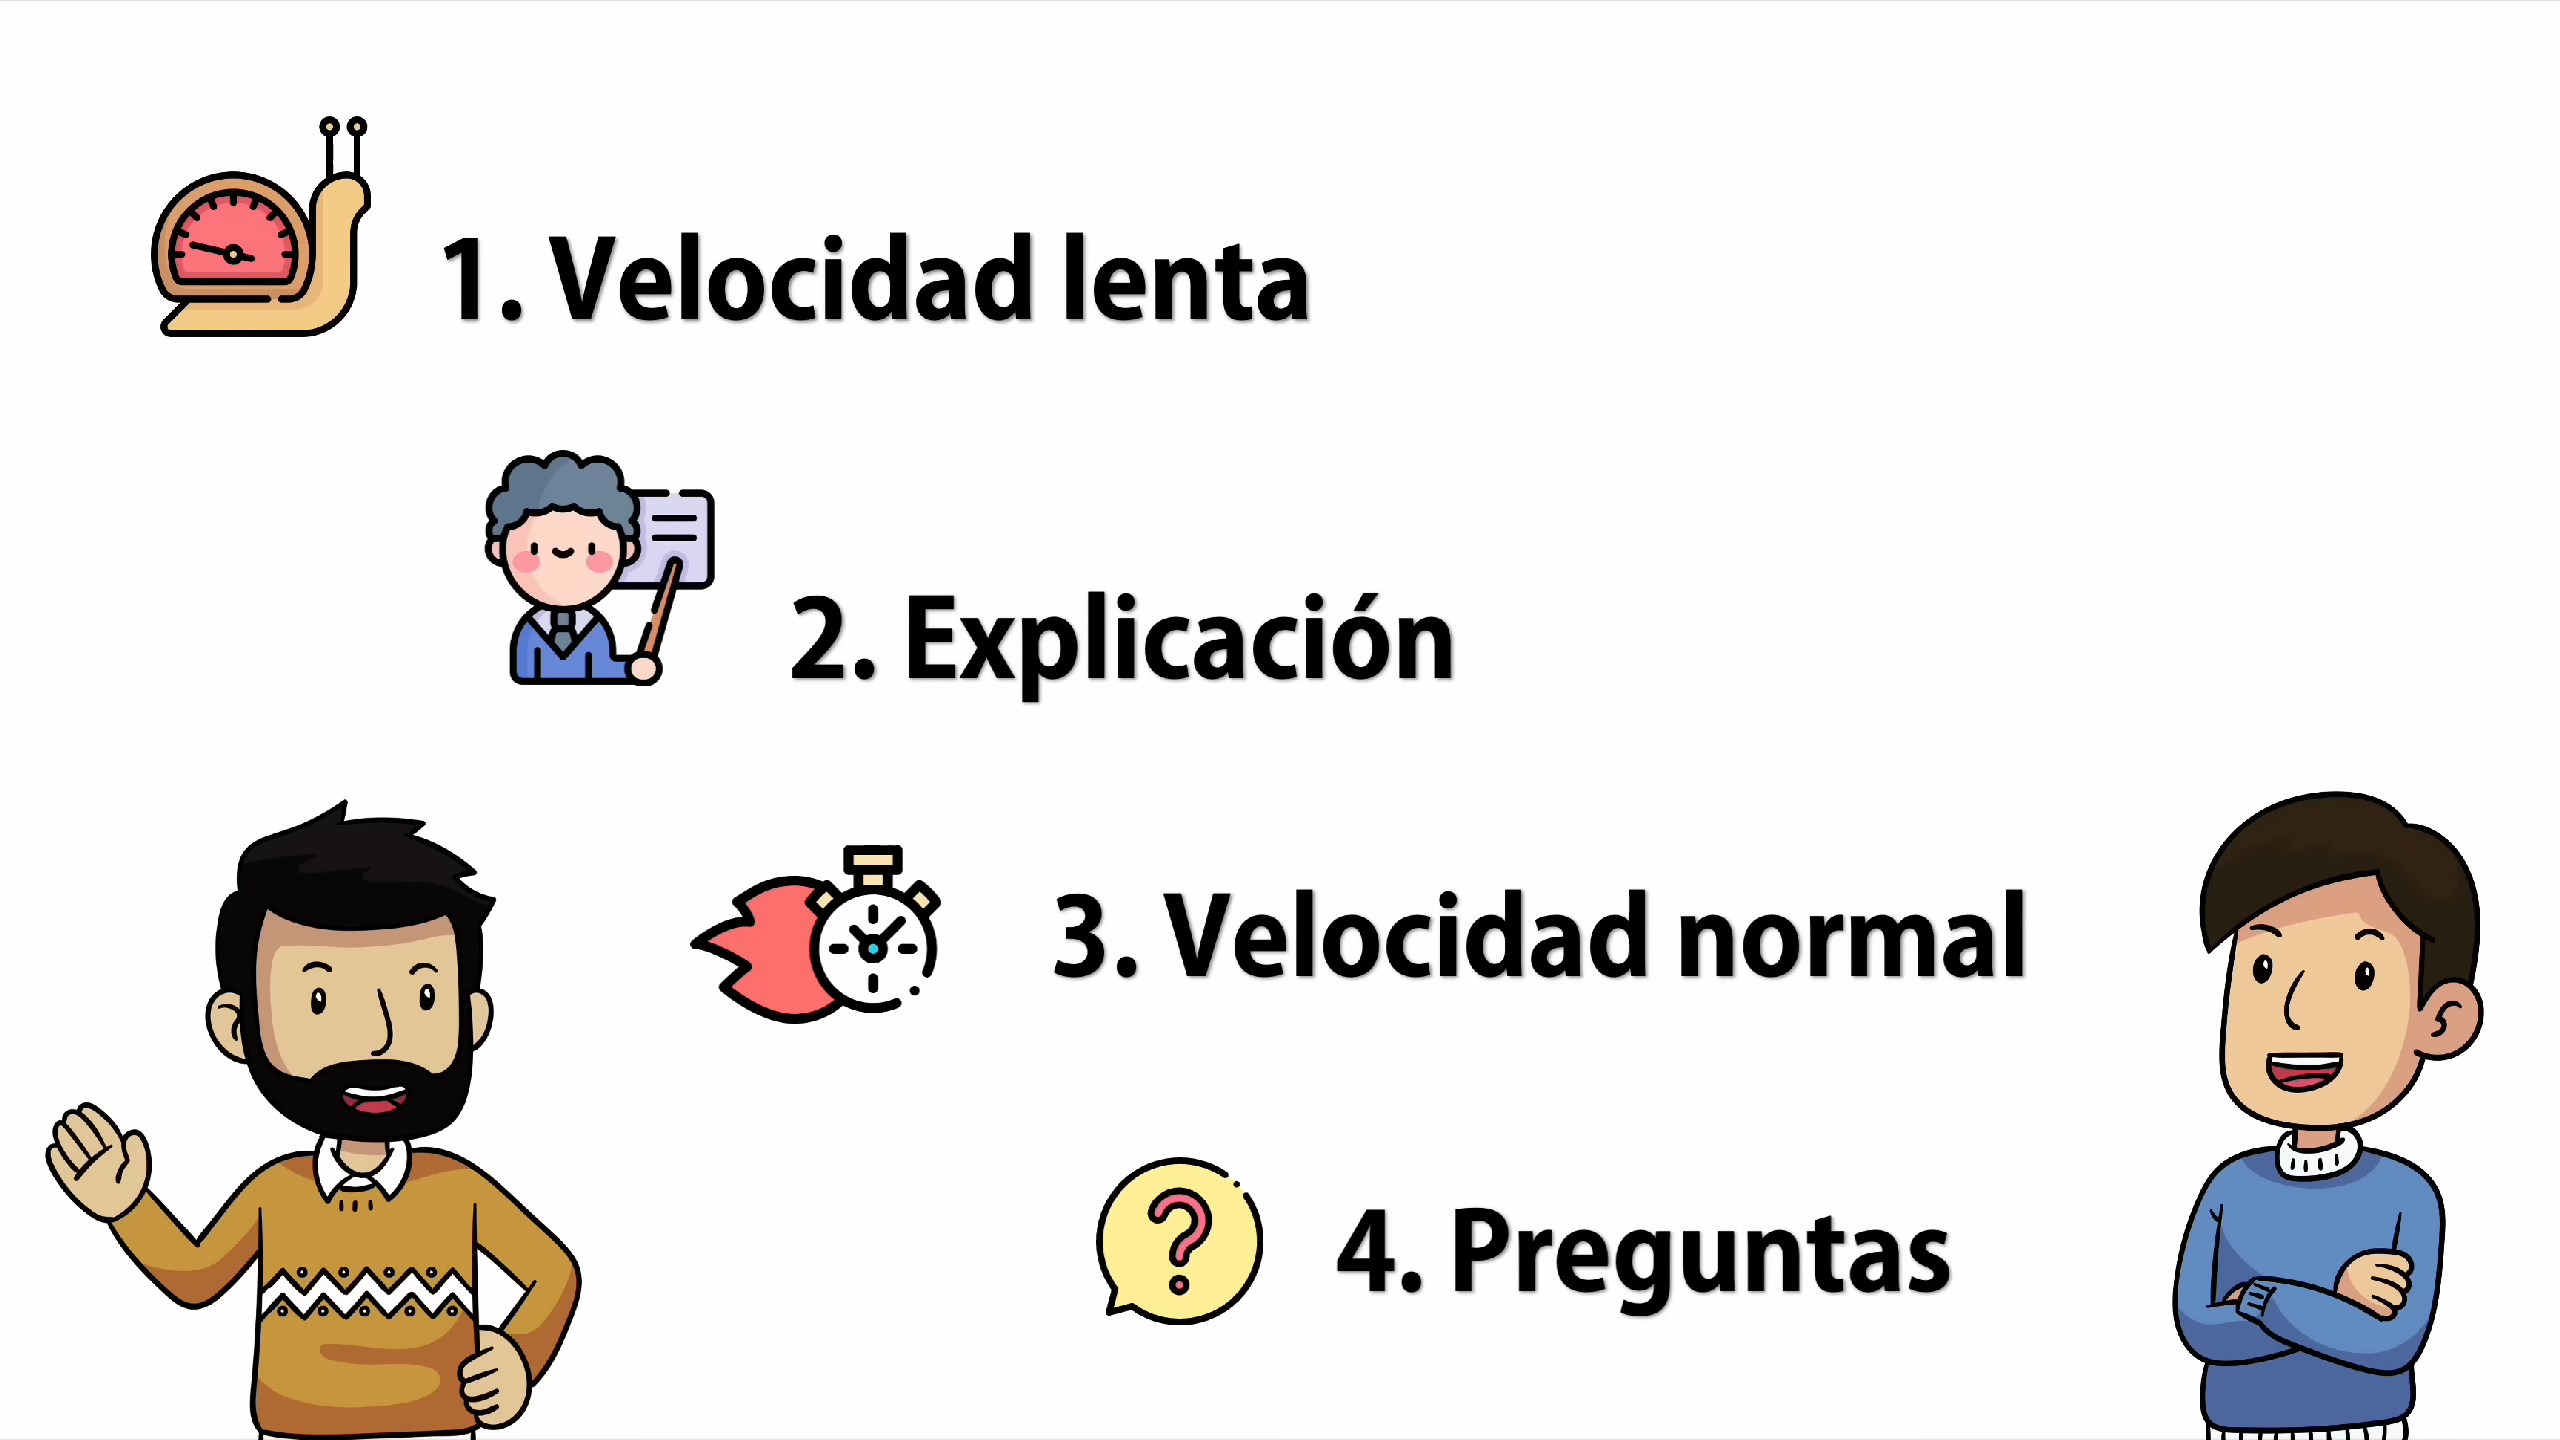 1. Velocidad lenta
2. Explicación
3. Velocidad normal
4. Preguntas